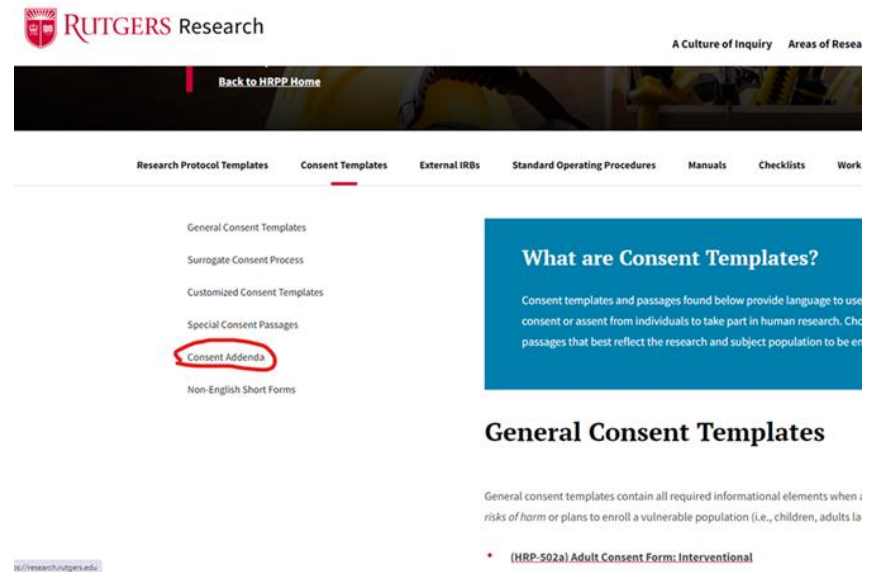 RUTGERS Research
A Culture of Inquiry Areas of Resea
Back to HRPP Home
Research Protocol Templates Consent Templates External IRBs Standard Operating Procedures Manuals Checklists Work
General Consent Templates
Surrogate Consent Process
Customized Consent Templates
Special Consent Passages
Consent Addenda
Non-English Short Forms
What are Consent Templates?
Consent templates and passages found below provide language to use
consent or assent from individuals to take part in human research. Cho
passages that best reflect the research and subject population to be en
General Consent Templates
General consent templates contain all required informational elements when a
risks of harm or plans to enroll a vulnerable population (i.e., children, adults la
(HRP-502a) Adult Consent Form: Interventional
ps://research.rutgers.edu